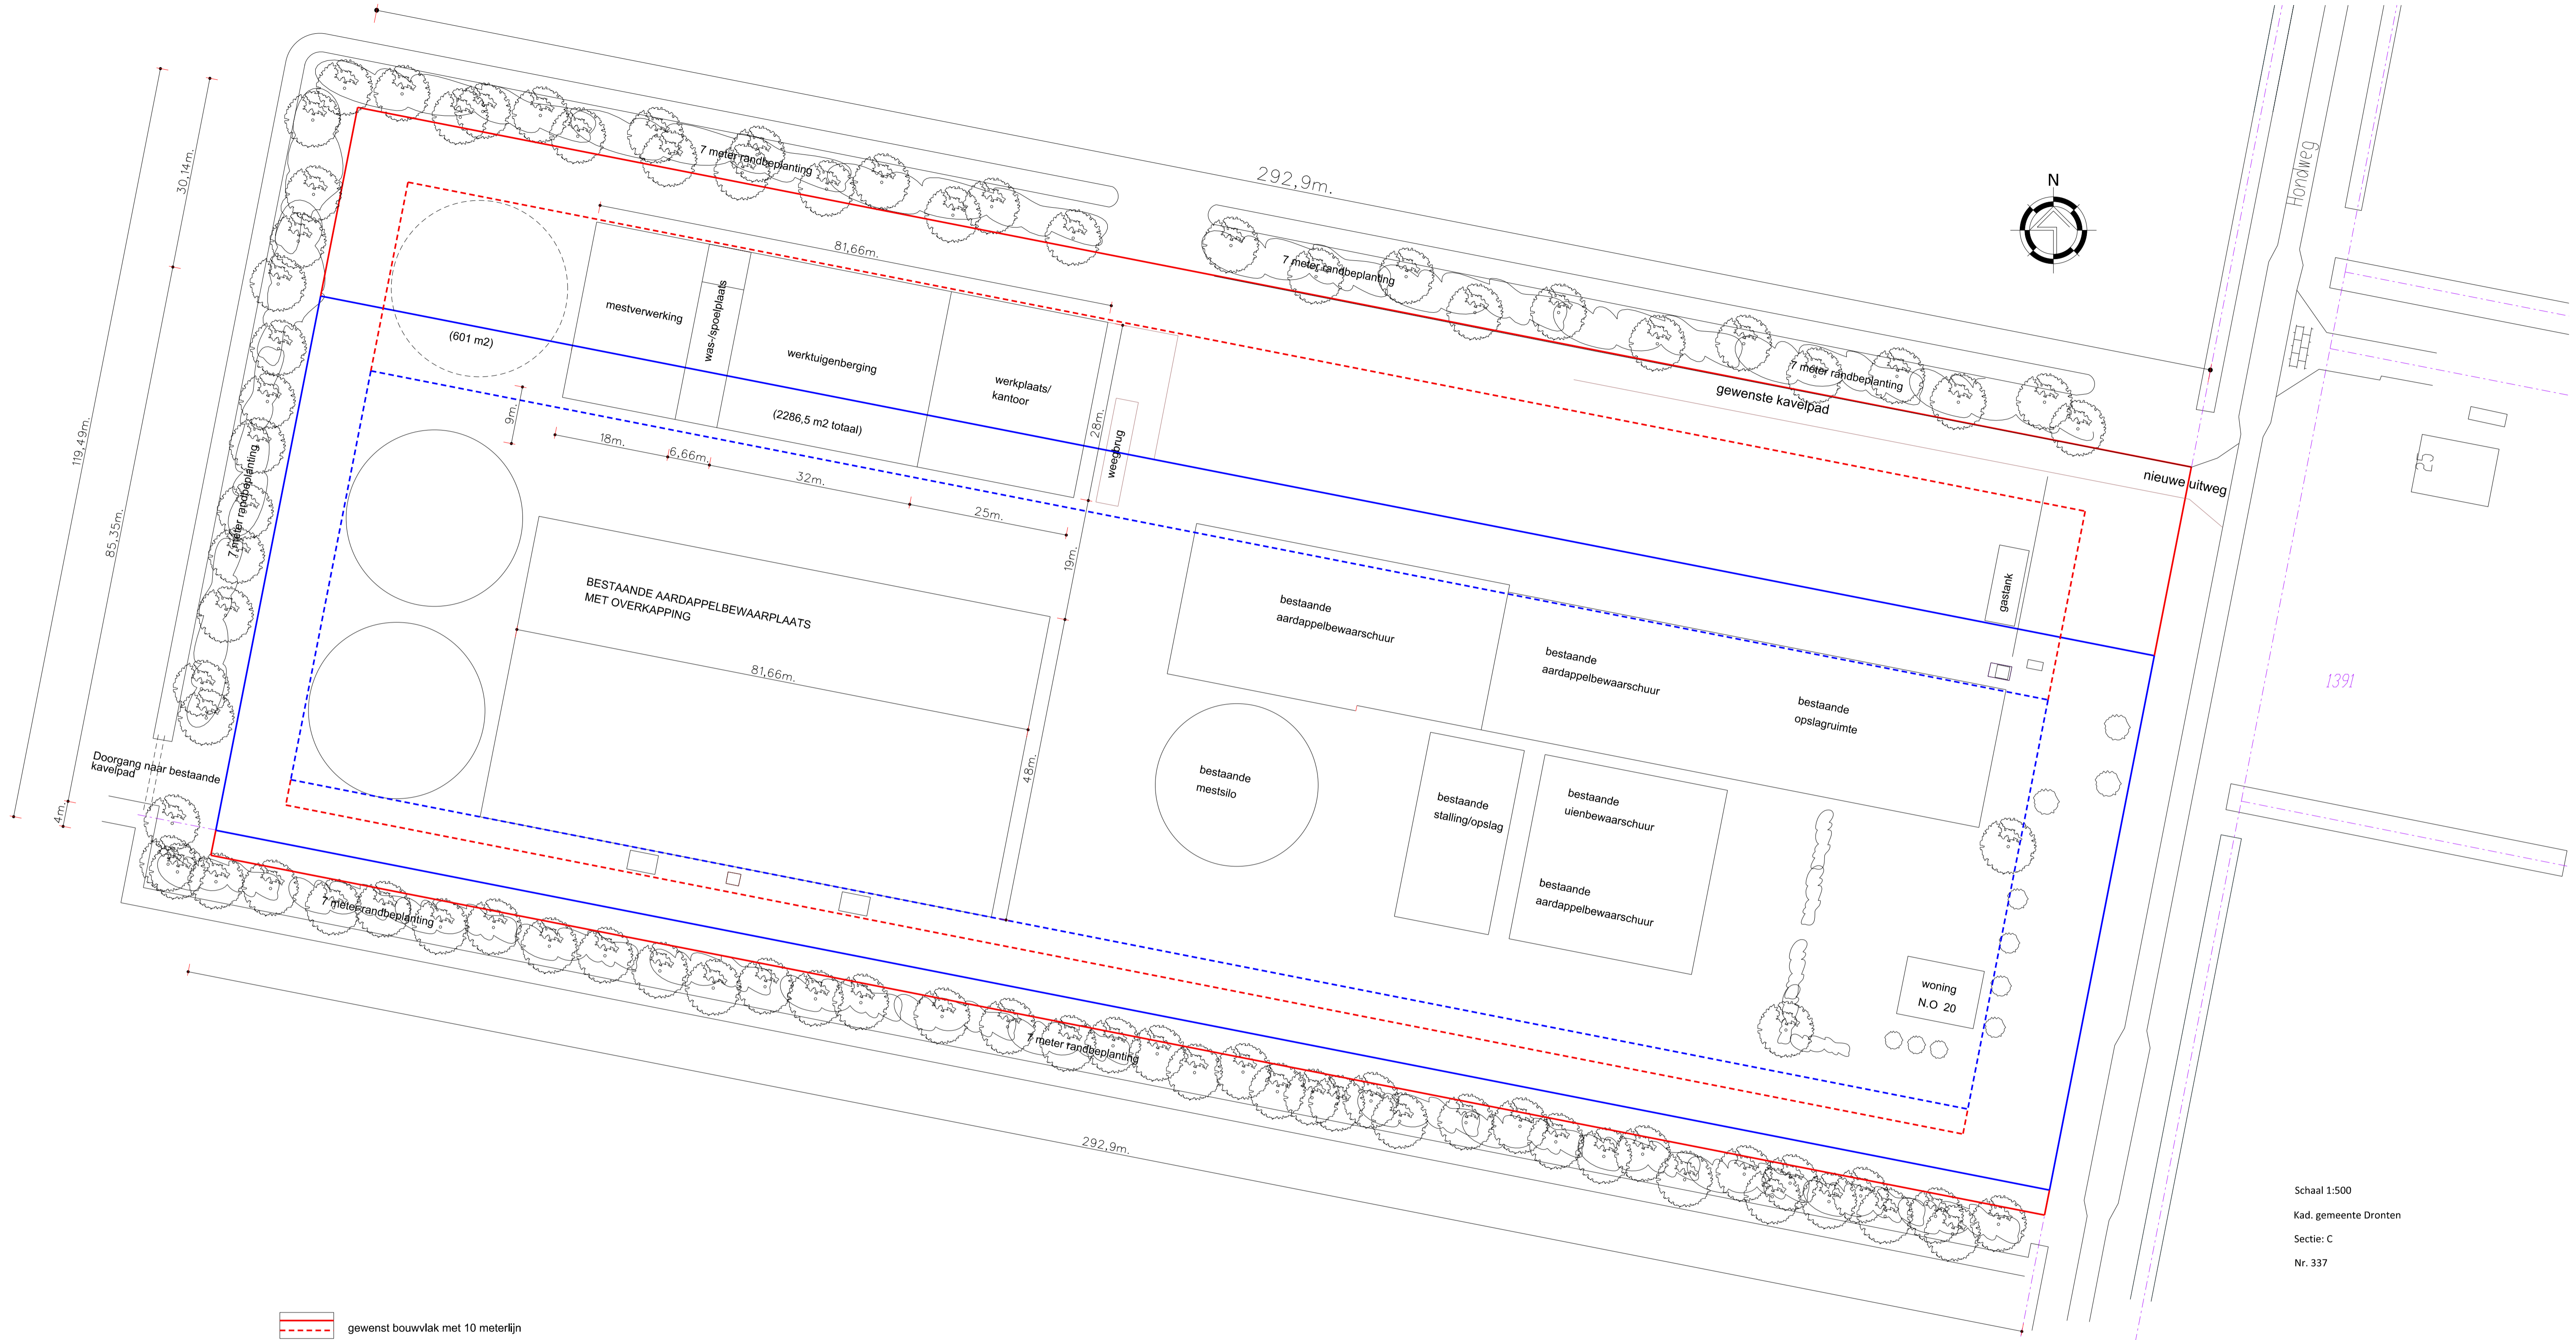 292,9m.
N
Hondweg
30,14m.
7 meter randbeplanting
7 meter randbeplanting
7 meter randbeplanting
81,66m.
mestverwerking
was-/spoelplaats
werktuigenberging
werkplaats/
kantoor
(601 m2)
(2286,5 m2 totaal)
gewenste kavelpad
nieuwe uitweg
25
9m.
28m.
weegbrug
18m.
6,66m.
32m.
25m.
19m.
119,49m.
85,35m.
7 meter randbeplanting
BESTAANDE AARDAPPELBEWAARPLAATS
MET OVERKAPPING
81,66m.
48m.
bestaande
aardappelbewaarschuur
bestaande
aardappelbewaarschuur
bestaande
opslagruimte
gastank
1391
Doorgang naar bestaande
kavelpad
4m.
bestaande
mestsilo
bestaande
stalling/opslag
bestaande
uienbewaarschuur
bestaande
aardappelbewaarschuur
woning
N.O 20
7 meter randbeplanting
7 meter randbeplanting
292,9m.
Schaal 1:500
Kad. gemeente Dronten
Sectie: C
Nr. 337
gewenst bouwvlak met 10 meterlijn